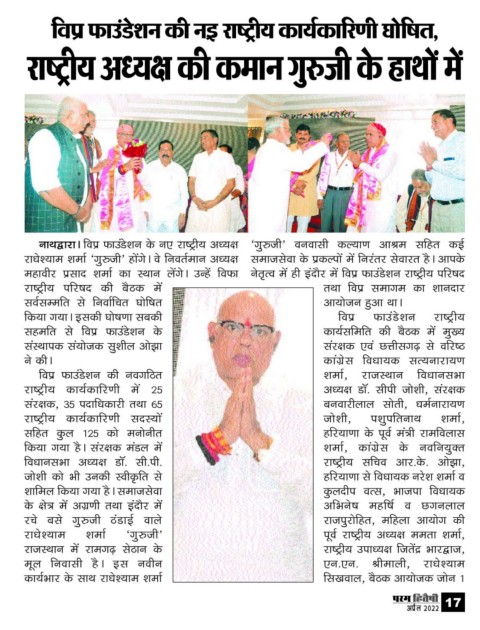 विप्र फाउंडेशन की नइ राष्ट्रीय कार्यकारिणी घोषित,
राष्ट्रीय अध्यक्ष की कमान गुरुजी के हाथों में
नाथद्वारा। विप्र फाउंडेशन के नए राष्ट्रीय अध्यक्ष
राधेश्याम शर्मा ‘गुरुजी’ होंगे। वे निवर्तमान अध्यक्ष
महावीर प्रसाद शर्मा का स्थान लेंगे। उन्हें विफा
राष्ट्रीय परिषद की बैठक में
सर्वसम्मति से निर्वाचित घोषित
किया गया। इसकी घोषणा सबकी
सहमति से विप्र फाउंडेशन के
संस्थापक संयोजक सुशील ओझा
ने की।
विप्र फाउंडेशन की नवगठित
राष्ट्रीय कार्यकारिणी में 25
संरक्षक, 35 पदाधिकारी तथा 65
राष्ट्रीय कार्यकारिणी सदस्यों
सहित कुल 125 को मनोनीत
किया गया है। संरक्षक मंडल में
विधानसभा अध्यक्ष डॉ. सी.पी.
जोशी को भी उनकी स्वीकृति से
शामिल किया गया है। समाजसेवा
के क्षेत्र में अग्रणी तथा इंदौर में
रचे बसे गुरुजी ठंडाई वाले
राधेश्याम शर्मा ‘गुरुजी’
राजस्थान में रामगढ़ सेठान के
मूल निवासी है। इस नवीन
कार्यभार के साथ राधेश्याम शर्मा
‘गुरुजी’ वनवासी कल्याण आश्रम सहित कई
समाजसेवा के प्रकल्पों में निरंतर सेवारत है। आपके
नेतृत्व में ही इंदौर में विप्र फाउंडेशन राष्ट्रीय परिषद
तथा विप्र समागम का शानदार
आयोजन हुआ था।
विप्र फाउंडेशन राष्ट्रीय
कार्यसमिति की बैठक में मुख्य
संरक्षक एवं छत्तीसगढ़ से वरिष्ठ
कांग्रेस विधायक सत्यनारायण
शर्मा, राजस्थान विधानसभा
अध्यक्ष डॉ. सीपी जोशी, संरक्षक
बनवारीलाल सोती, धर्मनारायण
जोशी, पशुपतिनाथ शर्मा,
हरियाणा के पूर्व मंत्री रामविलास
शर्मा, कांग्रेस के नवनियुक्त
राष्ट्रीय सचिव आर.के. ओझा,
हरियाणा से विधायक नरेश शर्मा व
कुलदीप वत्स, भाजपा विधायक
अभिनेष महर्षि व छगनलाल
राजपुरोहित, महिला आयोग की
पूर्व राष्ट्रीय अध्यक्ष ममता शर्मा,
राष्ट्रीय उपाध्यक्ष जितेंद्र भारद्वाज,
एन.एन. श्रीमाली, राधेश्याम
सिखवाल, बैठक आयोजक जोन 1
परम हितैषी
अप्रैल 2022
17